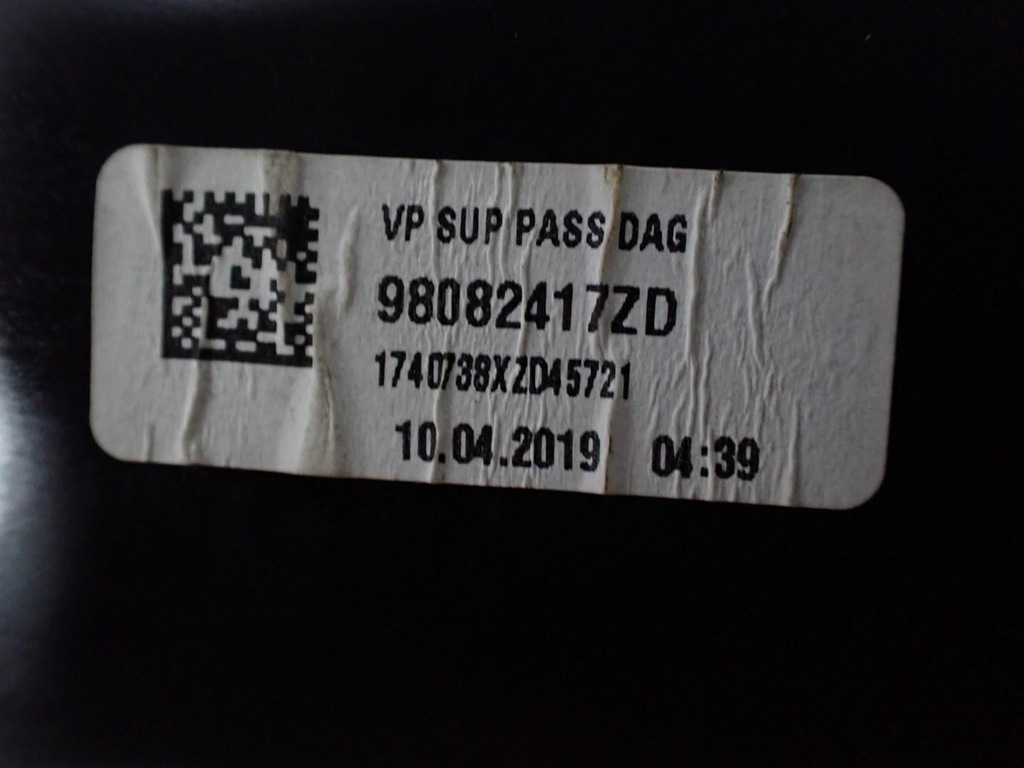 VP SUP PASS DAG
98082417ZD
1740738XZD45721
10.04.2019 04:39